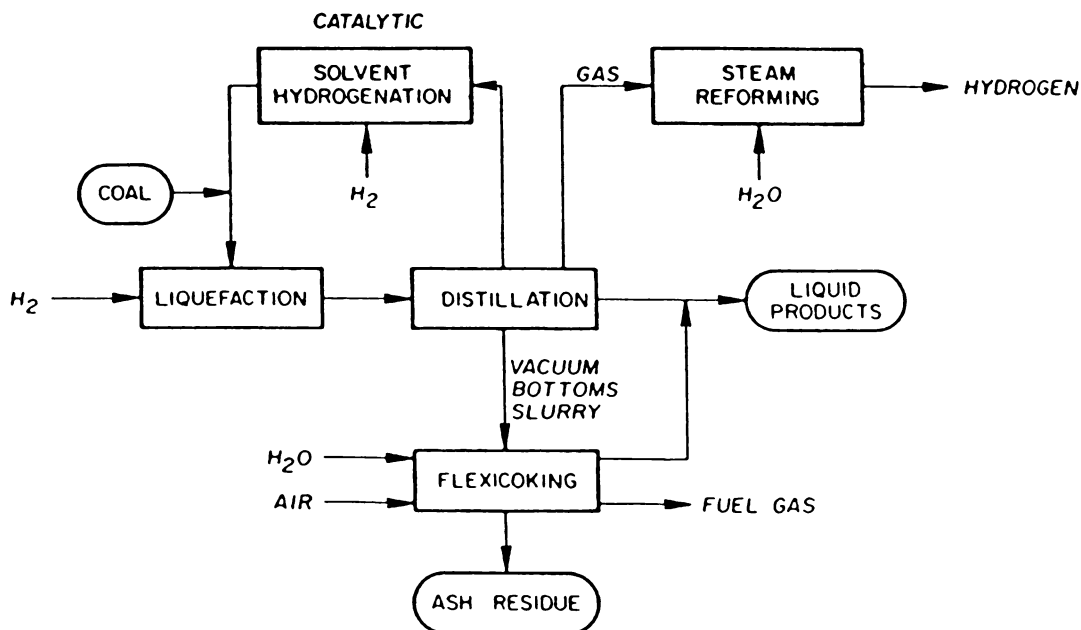 CATALYTIC
SOLVENT
HYDROGENATION
GAS
STEAM
REFORMING
HYDROGEN
COAL
H2
H2O
H2
LIQUEFACTION
DISTILLATION
LIQUID
PRODUCTS
VACUUM
BOTTOMS
SLURRY
H2O
AIR
FLEXICOKING
FUEL GAS
ASH RESIDUE